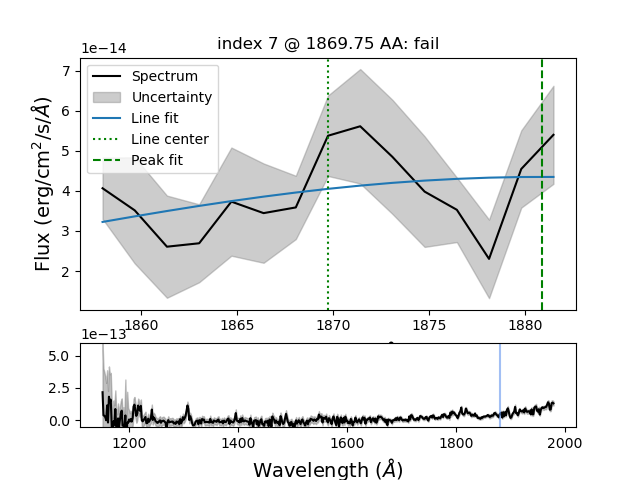 index 7 @ 1869.75 AA: fail
1e−14
Spectrum
Uncertainty
Line fit
Line center
Peak fit
7
6
5
4
3
2
Flux (erg/cm²/s/Å)
1860 1865 1870 1875 1880
1e−13
5.0
2.5
0.0
1200 1400 1600 1800 2000
Wavelength (Å)